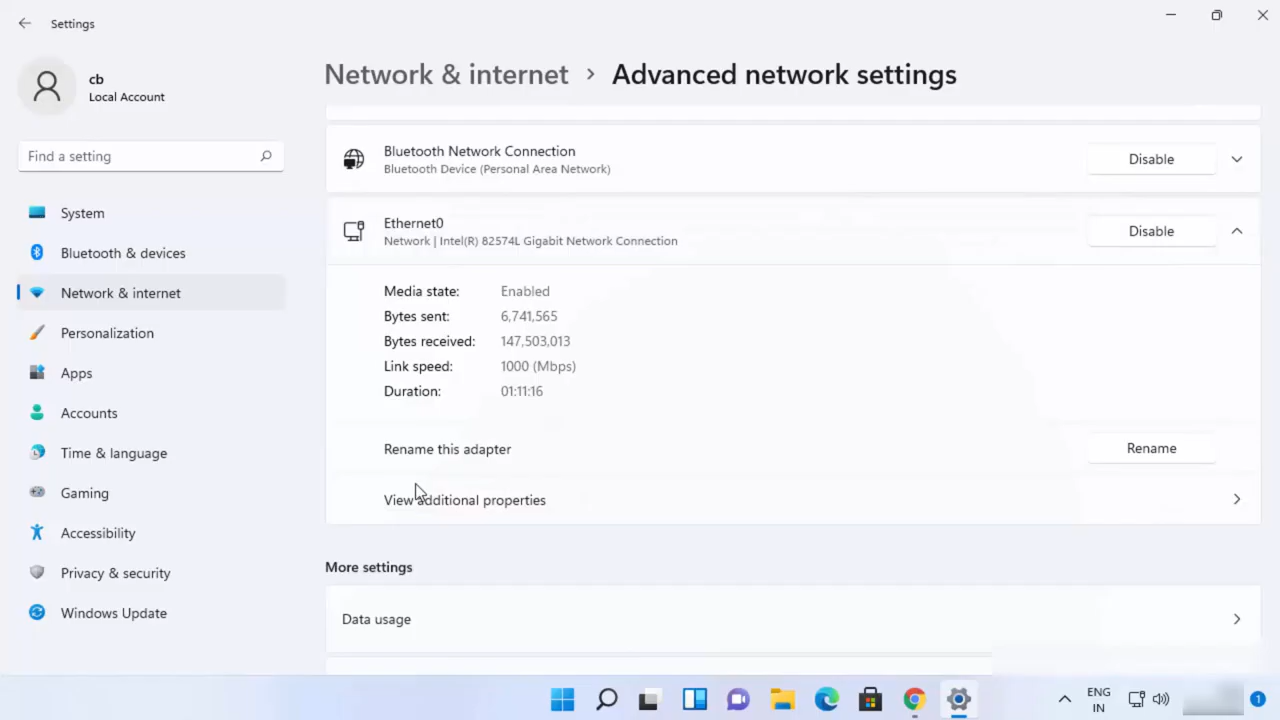 Settings
cb
Local Account
Find a setting
System
Bluetooth & devices
Network & internet
Personalization
Apps
Accounts
Time & language
Gaming
Accessibility
Privacy & security
Windows Update
Network & internet > Advanced network settings
Bluetooth Network Connection
Bluetooth Device (Personal Area Network)
Disable
Ethernet0
Network | Intel(R) 82574L Gigabit Network Connection
Disable
Media state: Enabled
Bytes sent: 6,741,565
Bytes received: 147,503,013
Link speed: 1000 (Mbps)
Duration: 01:11:16
Rename this adapter
Rename
View additional properties
More settings
Data usage
ENG
IN
1